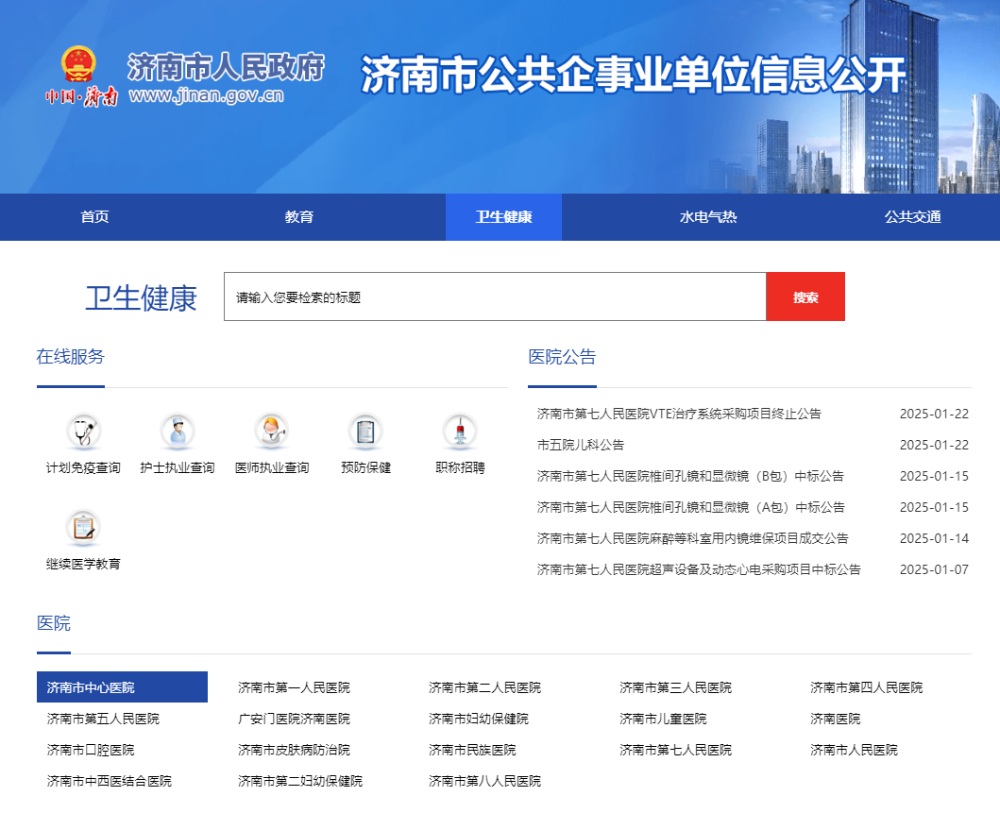 济南市人民政府
中国·济南
www.jinan.gov.cn
济南市公共企事业单位信息公开
首页 教育 卫生健康 水电气热 公共交通
卫生健康 请输入您要检索的标题 搜索
在线服务
计划免疫查询 护士执业查询 医师执业查询 预防保健 职称招聘
继续医学教育
医院公告
济南市第七人民医院VTE治疗系统采购项目终止公告 2025-01-22
市五院儿科公告 2025-01-22
济南市第七人民医院椎间孔镜和显微镜（B包）中标公告 2025-01-15
济南市第七人民医院椎间孔镜和显微镜（A包）中标公告 2025-01-15
济南市第七人民医院麻醉等科室用内镜维保项目成交公告 2025-01-14
济南市第七人民医院超声设备及动态心电采购项目中标公告 2025-01-07
医院
济南市中心医院 济南市第一人民医院 济南市第二人民医院 济南市第三人民医院 济南市第四人民医院
济南市第五人民医院 广安门医院济南医院 济南市妇幼保健院 济南市儿童医院 济南医院
济南市口腔医院 济南市皮肤病防治院 济南市民族医院 济南市第七人民医院 济南市人民医院
济南市中西医结合医院 济南市第二妇幼保健院 济南市第八人民医院